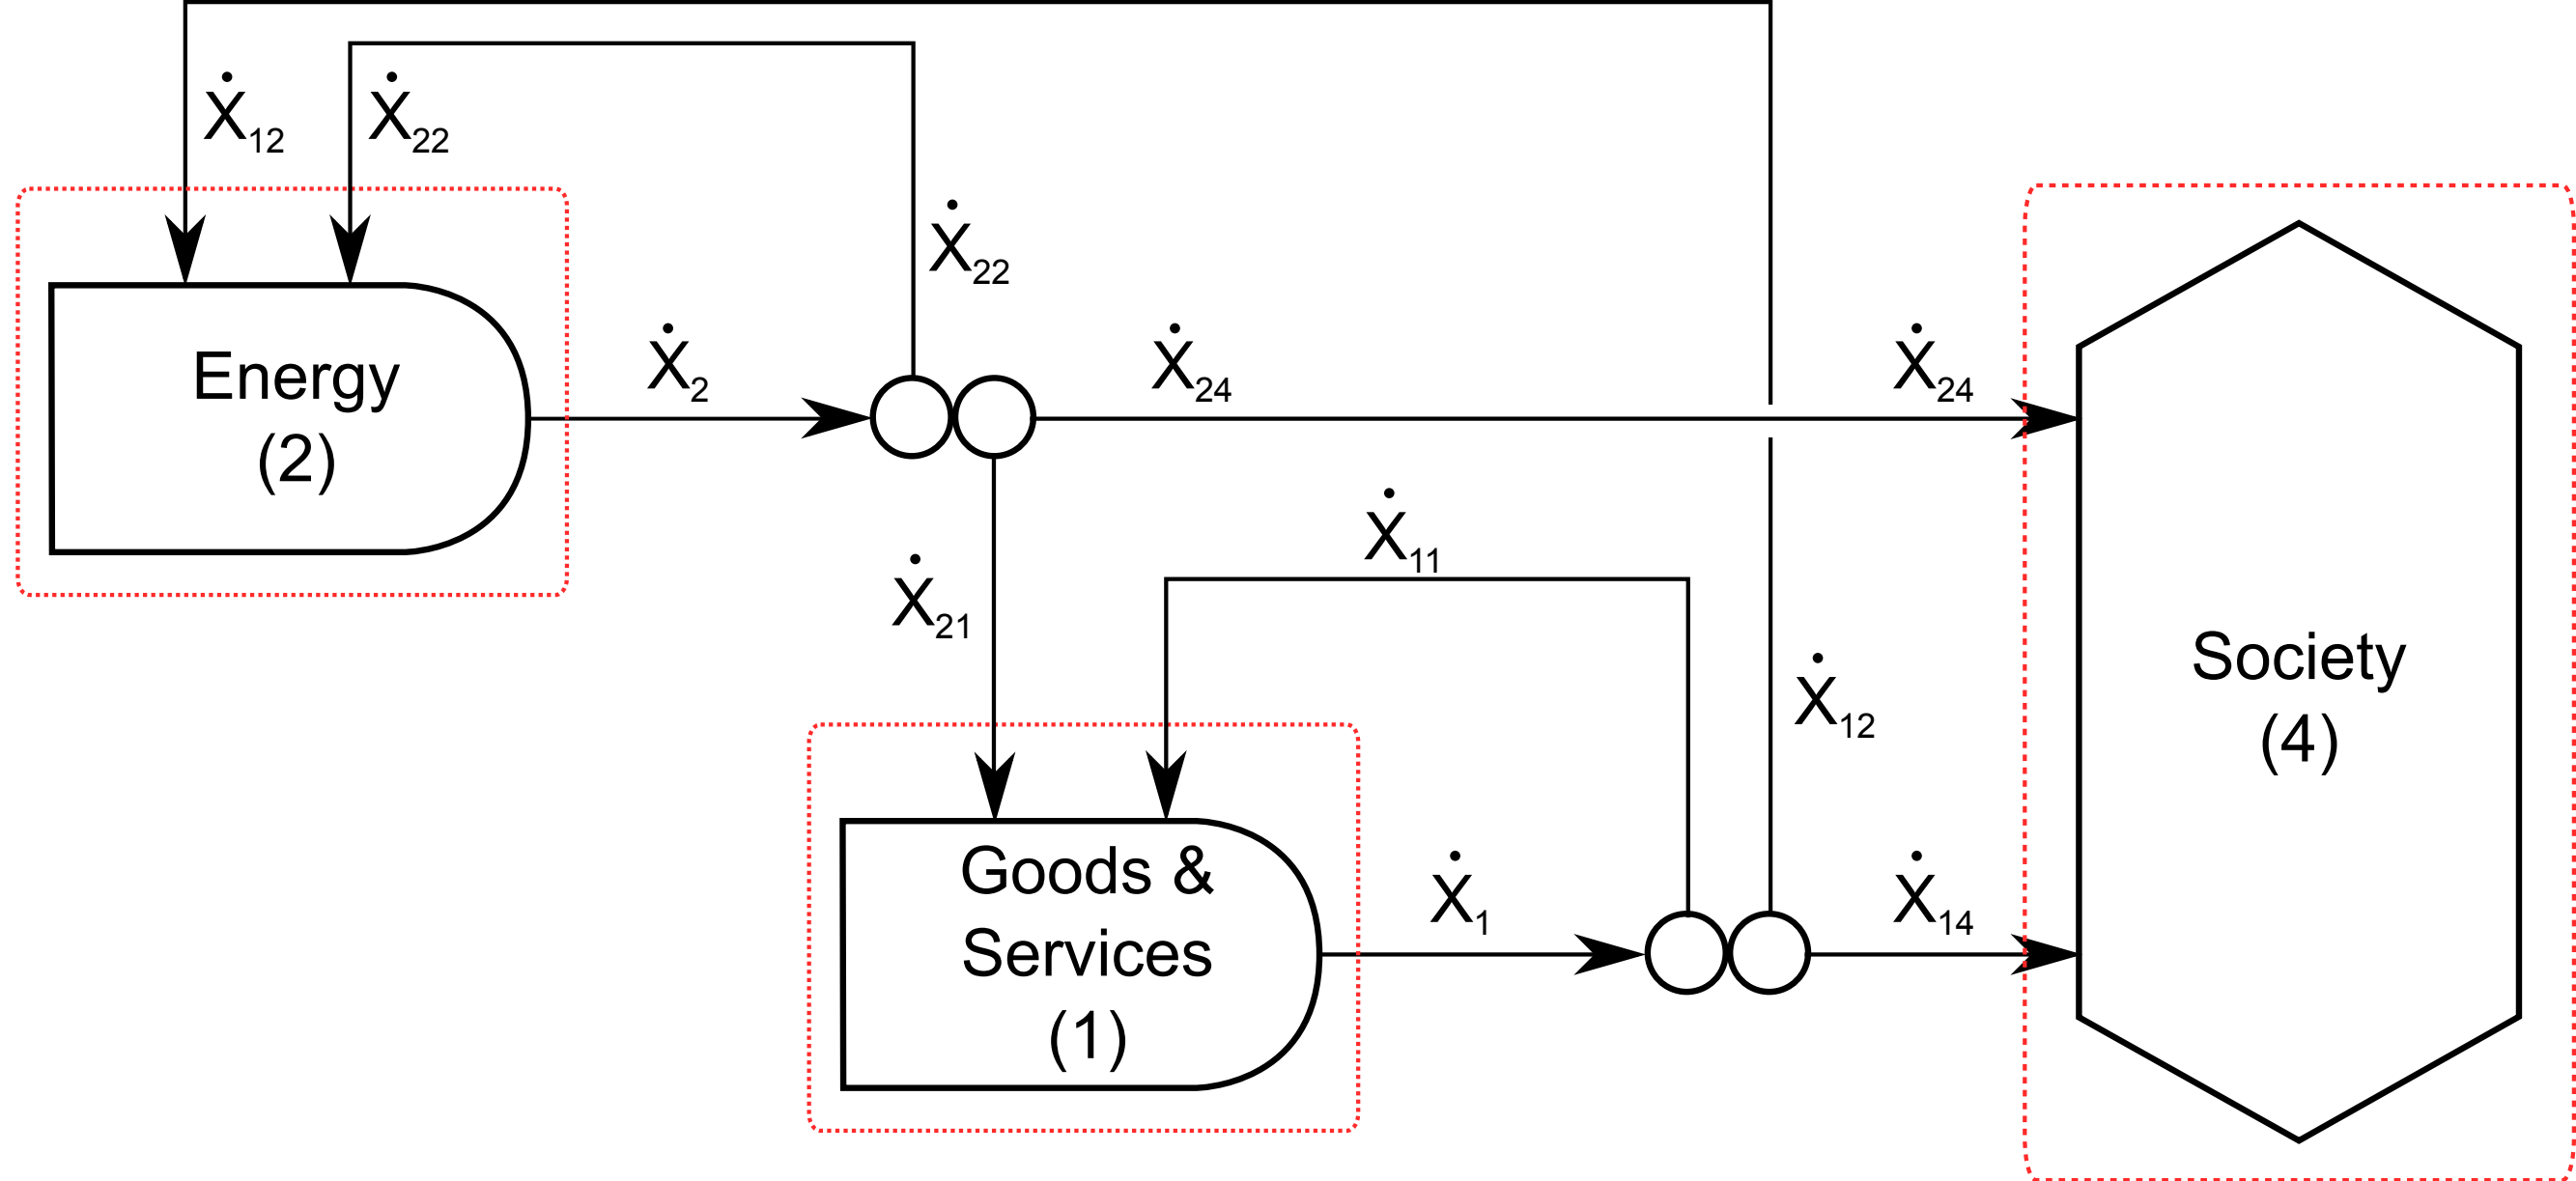 Ẋ12
Ẋ22
Ẋ22
Energy
(2)
Ẋ2
Ẋ24
Ẋ24
Ẋ11
Ẋ21
Ẋ12
Society
(4)
Goods &
Services
(1)
Ẋ1
Ẋ14